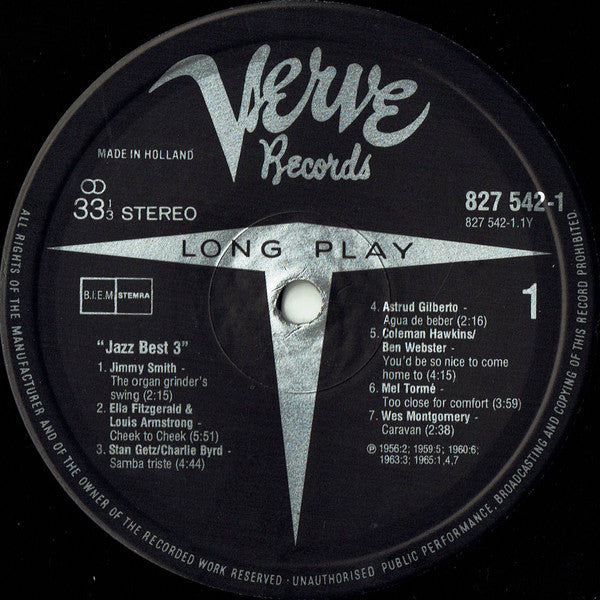 Verve
Records
MADE IN HOLLAND
33 1/3 STEREO
827 542-1
827 542-1.1Y
LONG PLAY
B.I.E.M STEMRA
1
"Jazz Best 3"
1. Jimmy Smith -
The organ grinder's
swing (2:15)
2. Ella Fitzgerald &
Louis Armstrong -
Cheek to Cheek (5:51)
3. Stan Getz/Charlie Byrd -
Samba triste (4:44)
4. Astrud Gilberto -
Agua de beber (2:16)
5. Coleman Hawkins/
Ben Webster -
You'd be so nice to come
home to (4:15)
6. Mel Tormè -
Too close for comfort (3:59)
7. Wes Montgomery -
Caravan (2:38)
℗ 1956:2; 1959:5; 1960:6;
1963:3; 1965:1,4,7
ALL RIGHTS OF THE MANUFACTURER AND OF THE OWNER OF THE RECORDED WORK RESERVED - UNAUTHORISED PUBLIC PERFORMANCE, BROADCASTING AND COPYING OF THIS RECORD PROHIBITED.